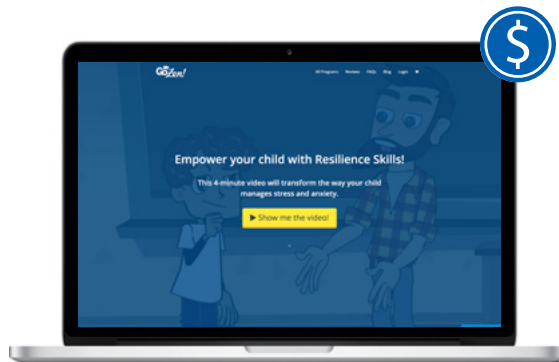 $
GoZen!
All Programs Reviews FAQs Blog Login
Empower your child with Resilience Skills!
This 4-minute video will transform the way your child
manages stress and anxiety.
Show me the video!